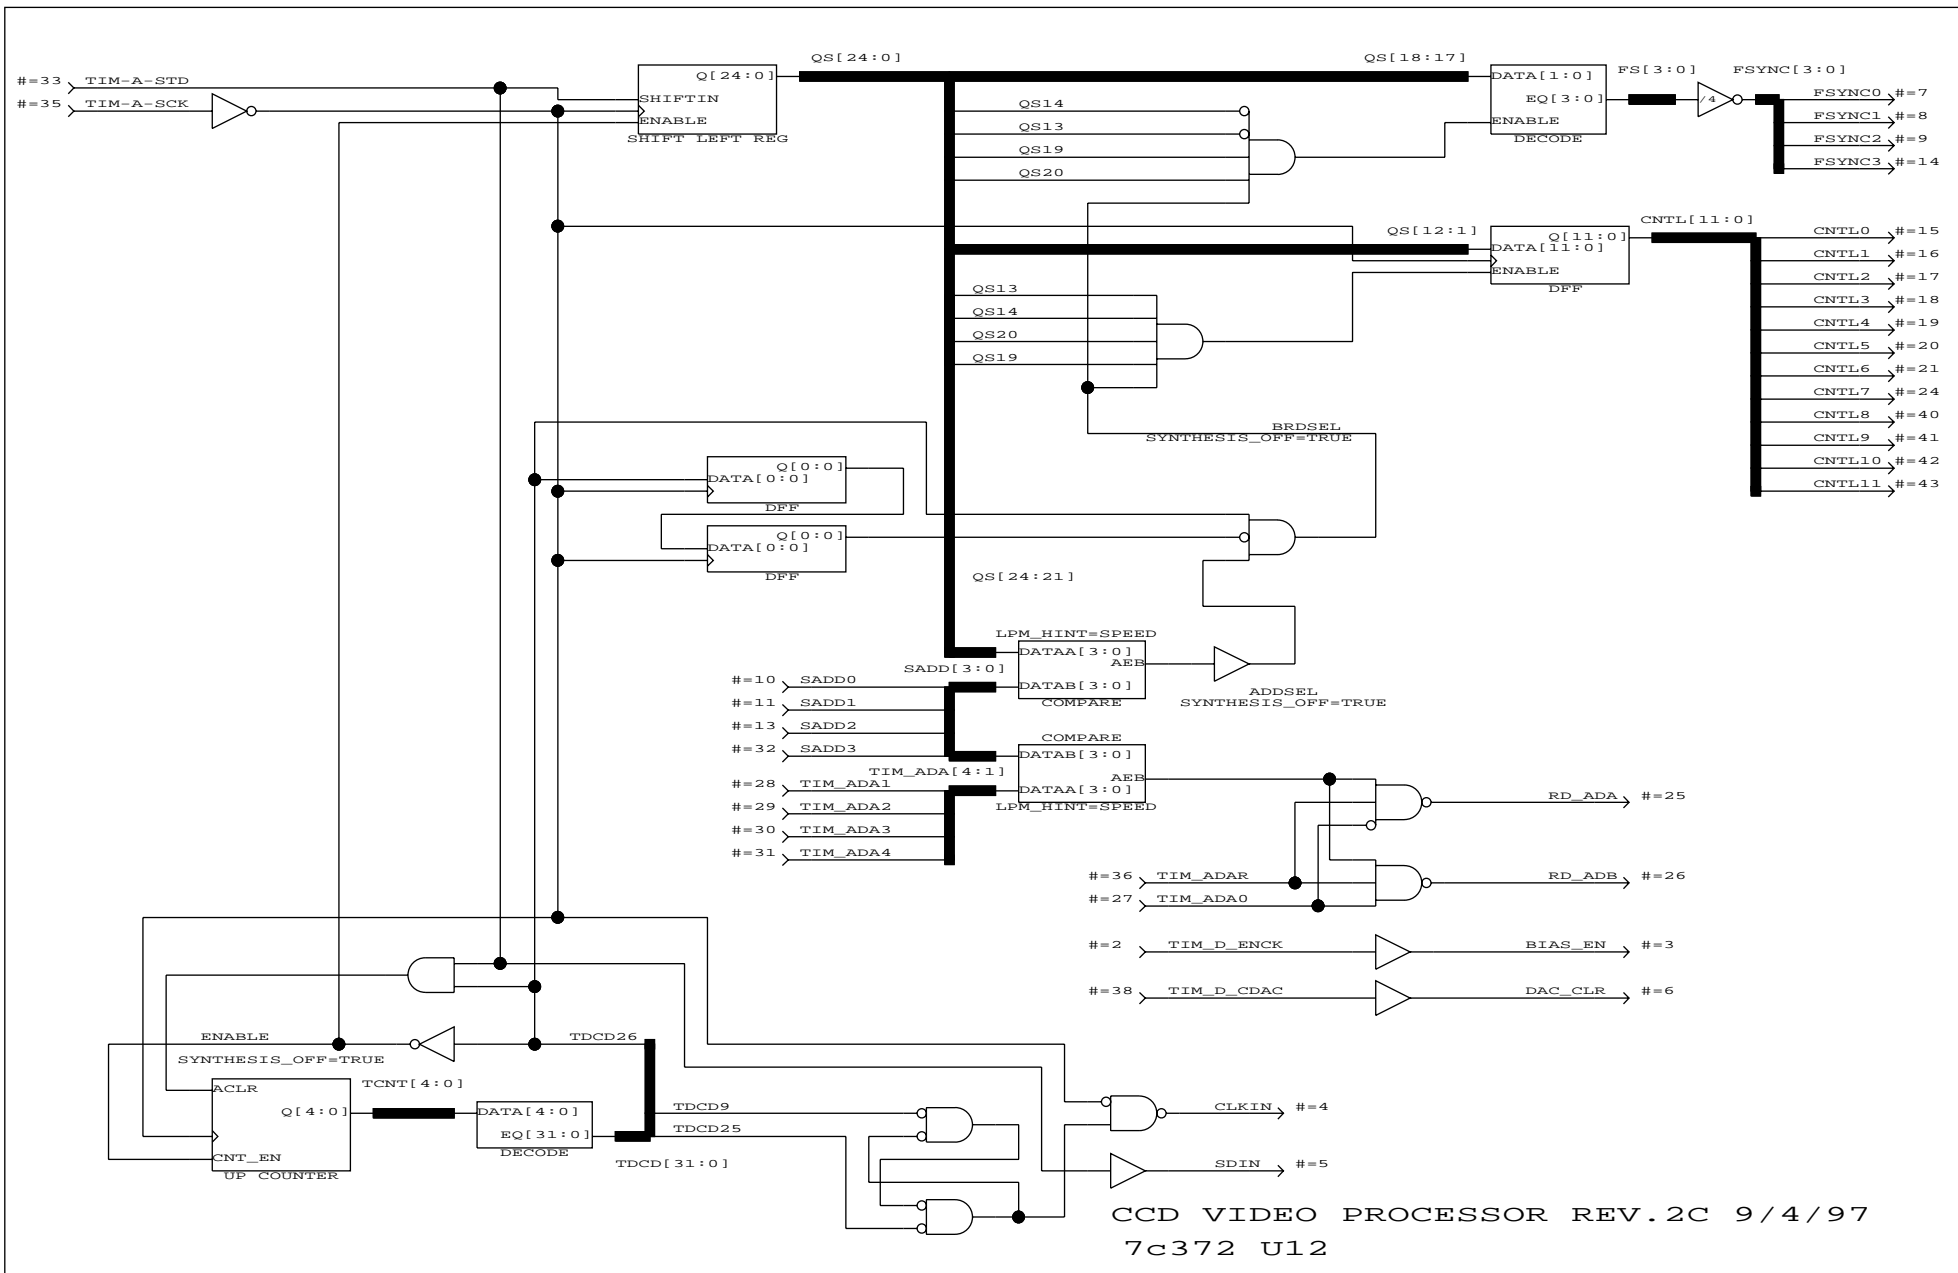 QS[24:0]
QS[18:17]
FS[3:0]
FSYNC[3:0]
#=33
TIM-A-STD
Q[24:0]
SHIFTIN
ENABLE
SHIFT LEFT REG
#=35
TIM-A-SCK
DATA[1:0]
EQ[3:0]
ENABLE
DECODE
/4
FSYNC0 #=7
FSYNC1 #=8
FSYNC2 #=9
FSYNC3 #=14
QS14
QS13
QS19
QS20
QS[12:1]
CNTL[11:0]
Q[11:0]
DATA[11:0]
ENABLE
DFF
CNTL0 #=15
CNTL1 #=16
CNTL2 #=17
CNTL3 #=18
CNTL4 #=19
CNTL5 #=20
CNTL6 #=21
CNTL7 #=24
CNTL8 #=40
CNTL9 #=41
CNTL10 #=42
CNTL11 #=43
QS13
QS14
QS20
QS19
BRDSEL
SYNTHESIS_OFF=TRUE
Q[0:0]
DATA[0:0]
DFF
Q[0:0]
DATA[0:0]
DFF
QS[24:21]
LPM_HINT=SPEED
DATAA[3:0]
AEB
DATAB[3:0]
COMPARE
SADD[3:0]
ADDSEL
SYNTHESIS_OFF=TRUE
#=10 SADD0
#=11 SADD1
#=13 SADD2
#=32 SADD3
COMPARE
DATAB[3:0]
AEB
DATAA[3:0]
LPM_HINT=SPEED
TIM_ADA[4:1]
#=28 TIM_ADA1
#=29 TIM_ADA2
#=30 TIM_ADA3
#=31 TIM_ADA4
RD_ADA #=25
#=36 TIM_ADAR
RD_ADB #=26
#=27 TIM_ADA0
#=2 TIM_D_ENCK
BIAS_EN #=3
#=38 TIM_D_CDAC
DAC_CLR #=6
ENABLE
SYNTHESIS_OFF=TRUE
TDCD26
ACLR
Q[4:0]
CNT_EN
UP COUNTER
TCNT[4:0]
DATA[4:0]
EQ[31:0]
DECODE
TDCD9
TDCD25
TDCD[31:0]
CLKIN #=4
SDIN #=5
CCD VIDEO PROCESSOR REV.2C 9/4/97
7c372 U12